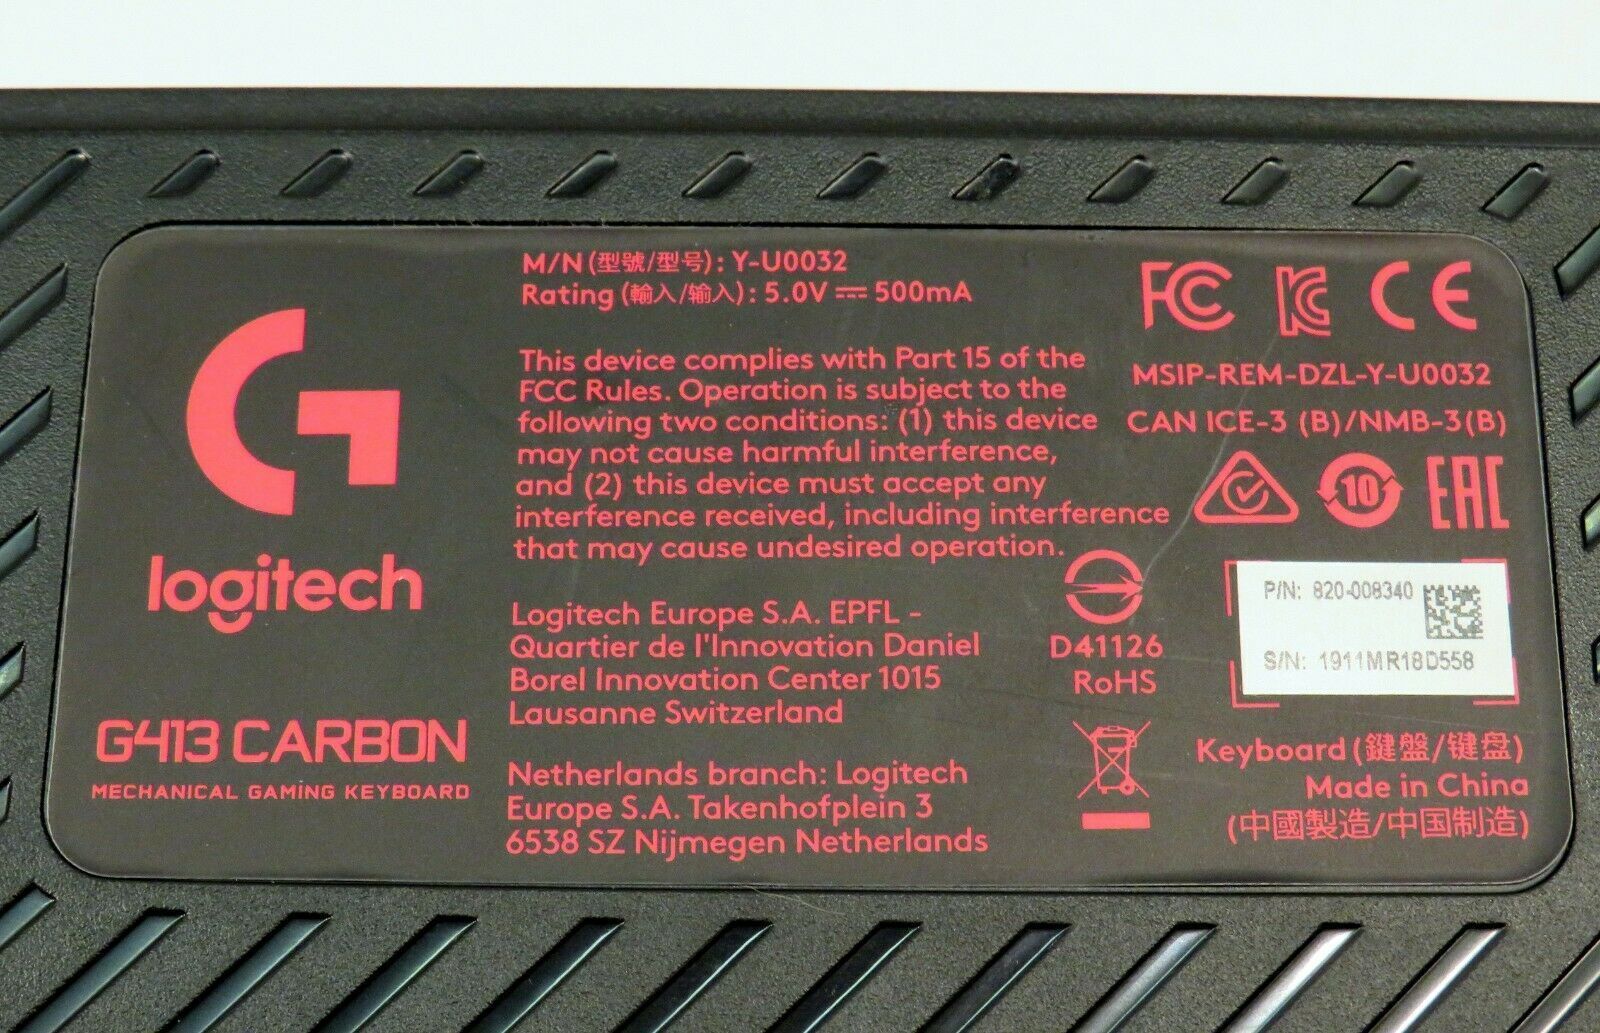 M/N (型號/型号): Y-U0032
Rating (輸入/输入): 5.0V ⎓ 500mA
This device complies with Part 15 of the
FCC Rules. Operation is subject to the
following two conditions: (1) this device
may not cause harmful interference,
and (2) this device must accept any
interference received, including interference
that may cause undesired operation.
Logitech Europe S.A. EPFL -
Quartier de l'Innovation Daniel
Borel Innovation Center 1015
Lausanne Switzerland
Netherlands branch: Logitech
Europe S.A. Takenhofplein 3
6538 SZ Nijmegen Netherlands
G
logitech
G413 CARBON
MECHANICAL GAMING KEYBOARD
FC KC CE
MSIP-REM-DZL-Y-U0032
CAN ICE-3 (B)/NMB-3(B)
10 EAC
D41126
RoHS
P/N: 820-008340
S/N: 1911MR18D558
Keyboard (鍵盤/键盘)
Made in China
(中國製造/中国制造)